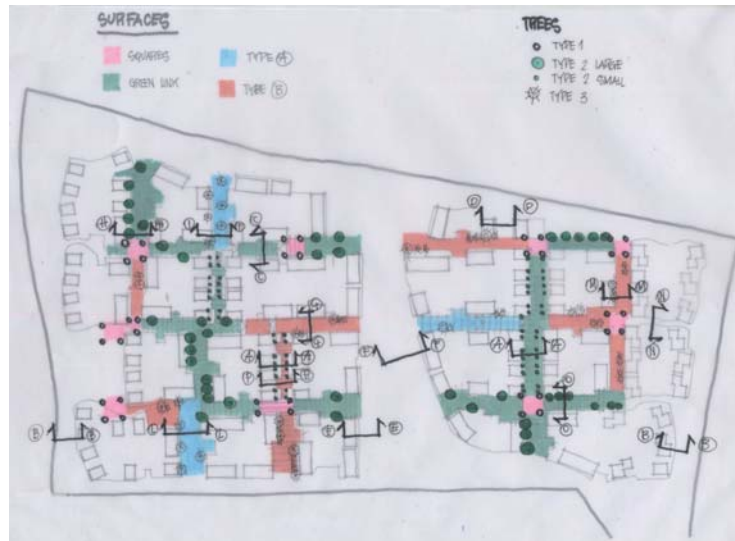 SURFACES
SQUARES
GREEN LINK
TYPE A
TYPE B
TREES
TYPE 1
TYPE 2 LARGE
TYPE 2 SMALL
TYPE 3
H
C
C
D
D
G
M
M
N
N
A
A
A
A
F
F
B
B
L
L
E
E
O
O
B
B